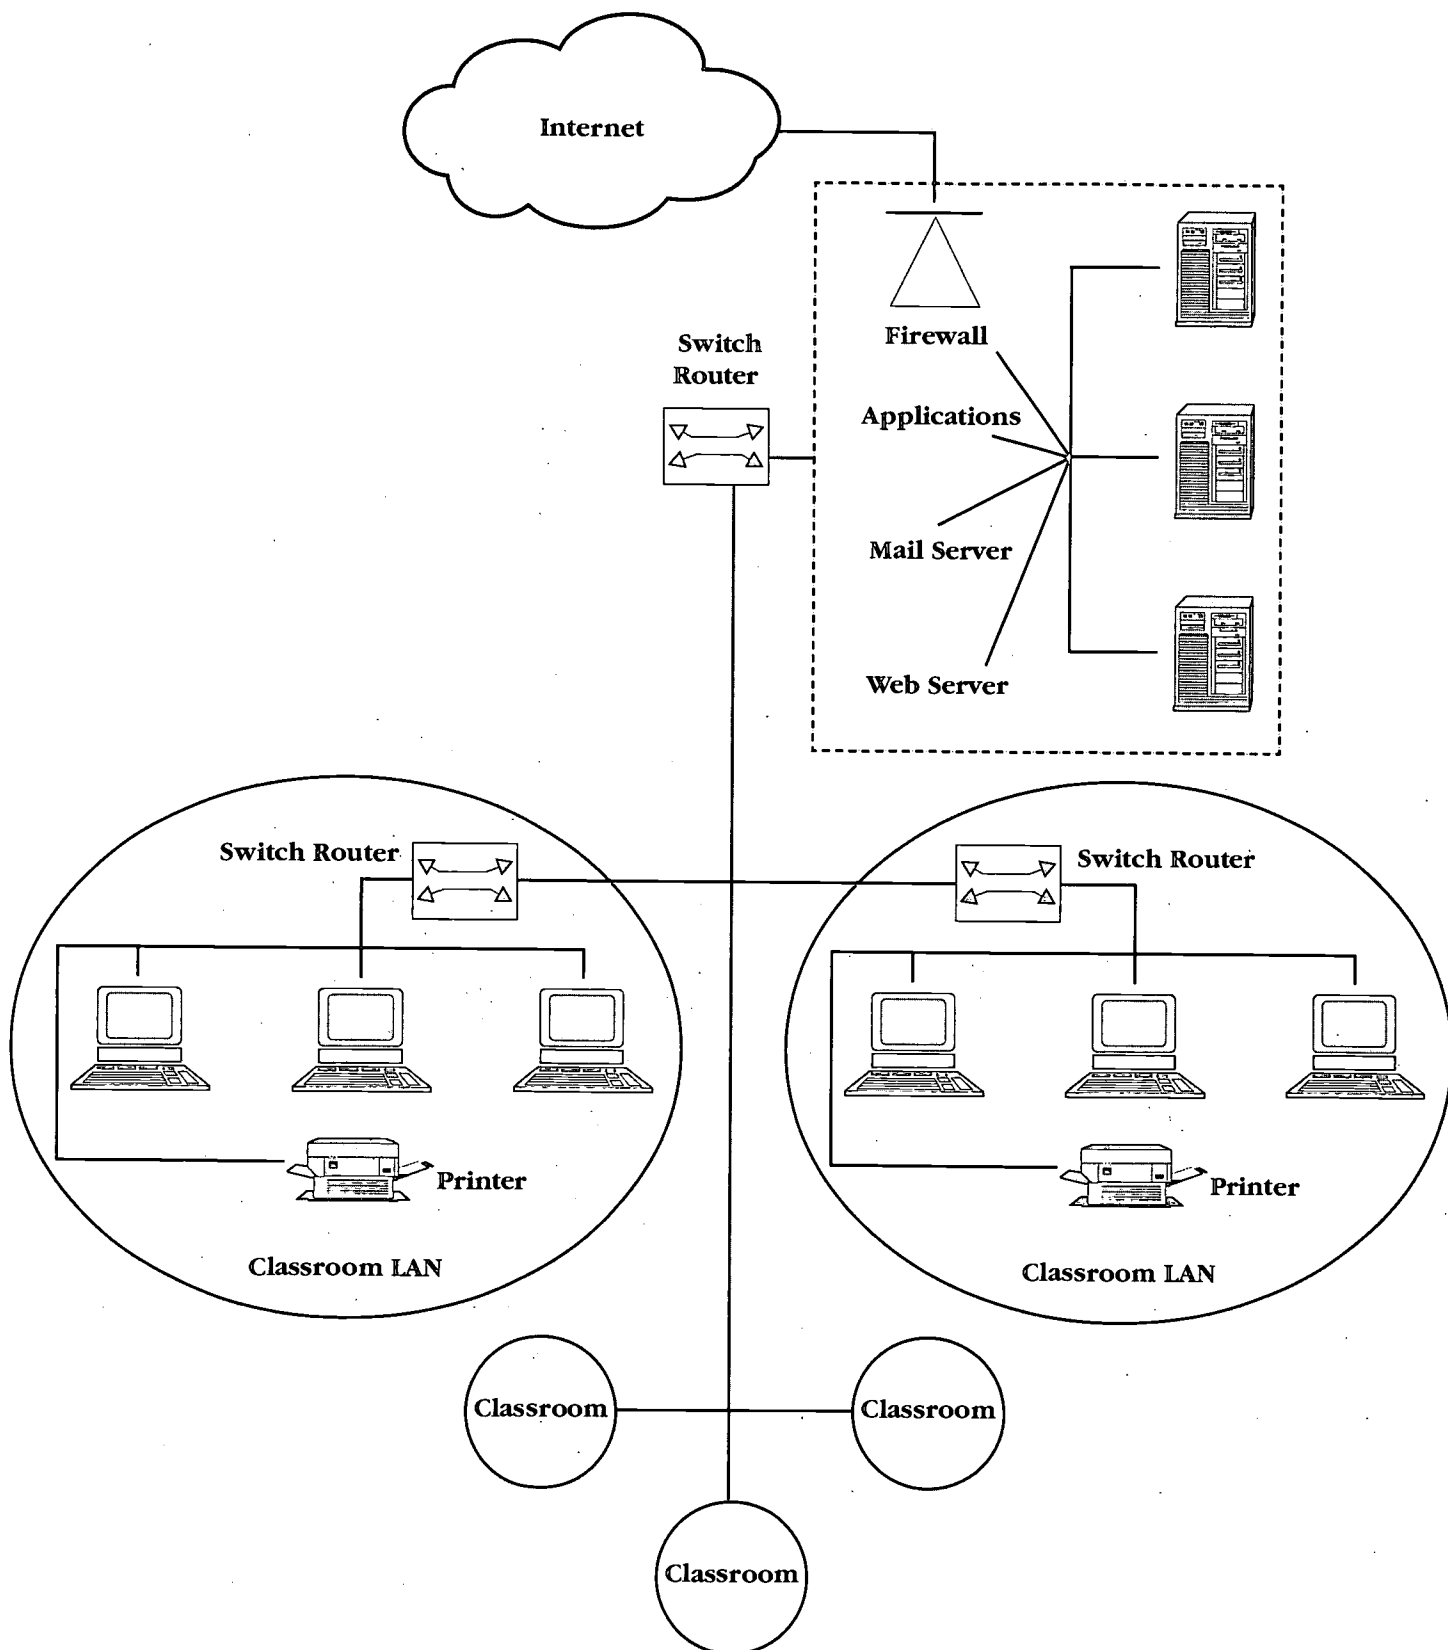 Internet
Firewall
Switch
Router
Applications
Mail Server
Web Server
Switch Router
Switch Router
Printer
Printer
Classroom LAN
Classroom LAN
Classroom
Classroom
Classroom